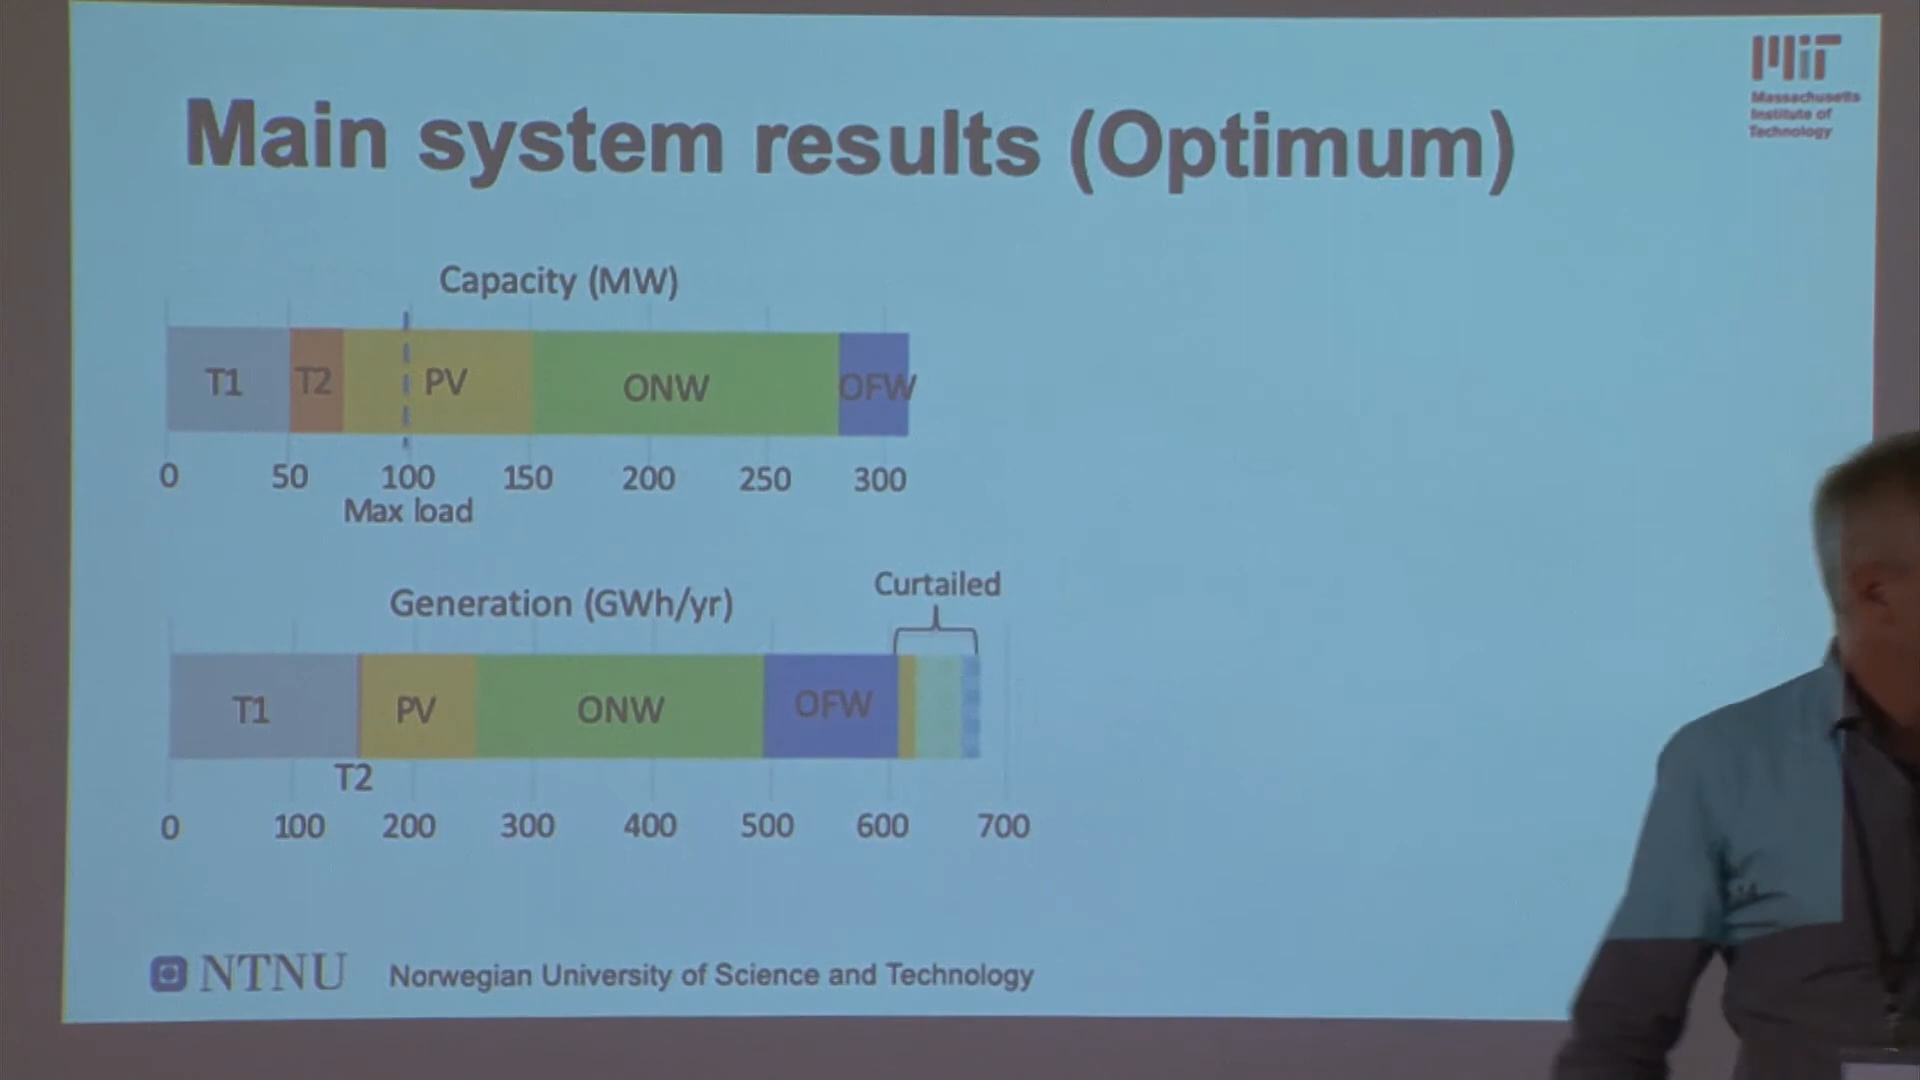 MiT
Massachusetts
Institute of
Technology
Main system results (Optimum)
Capacity (MW)
T1 T2 PV ONW OFW
0 50 100 150 200 250 300
Max load
Curtailed
Generation (GWh/yr)
T1 PV ONW OFW
T2
0 100 200 300 400 500 600 700
NTNU Norwegian University of Science and Technology